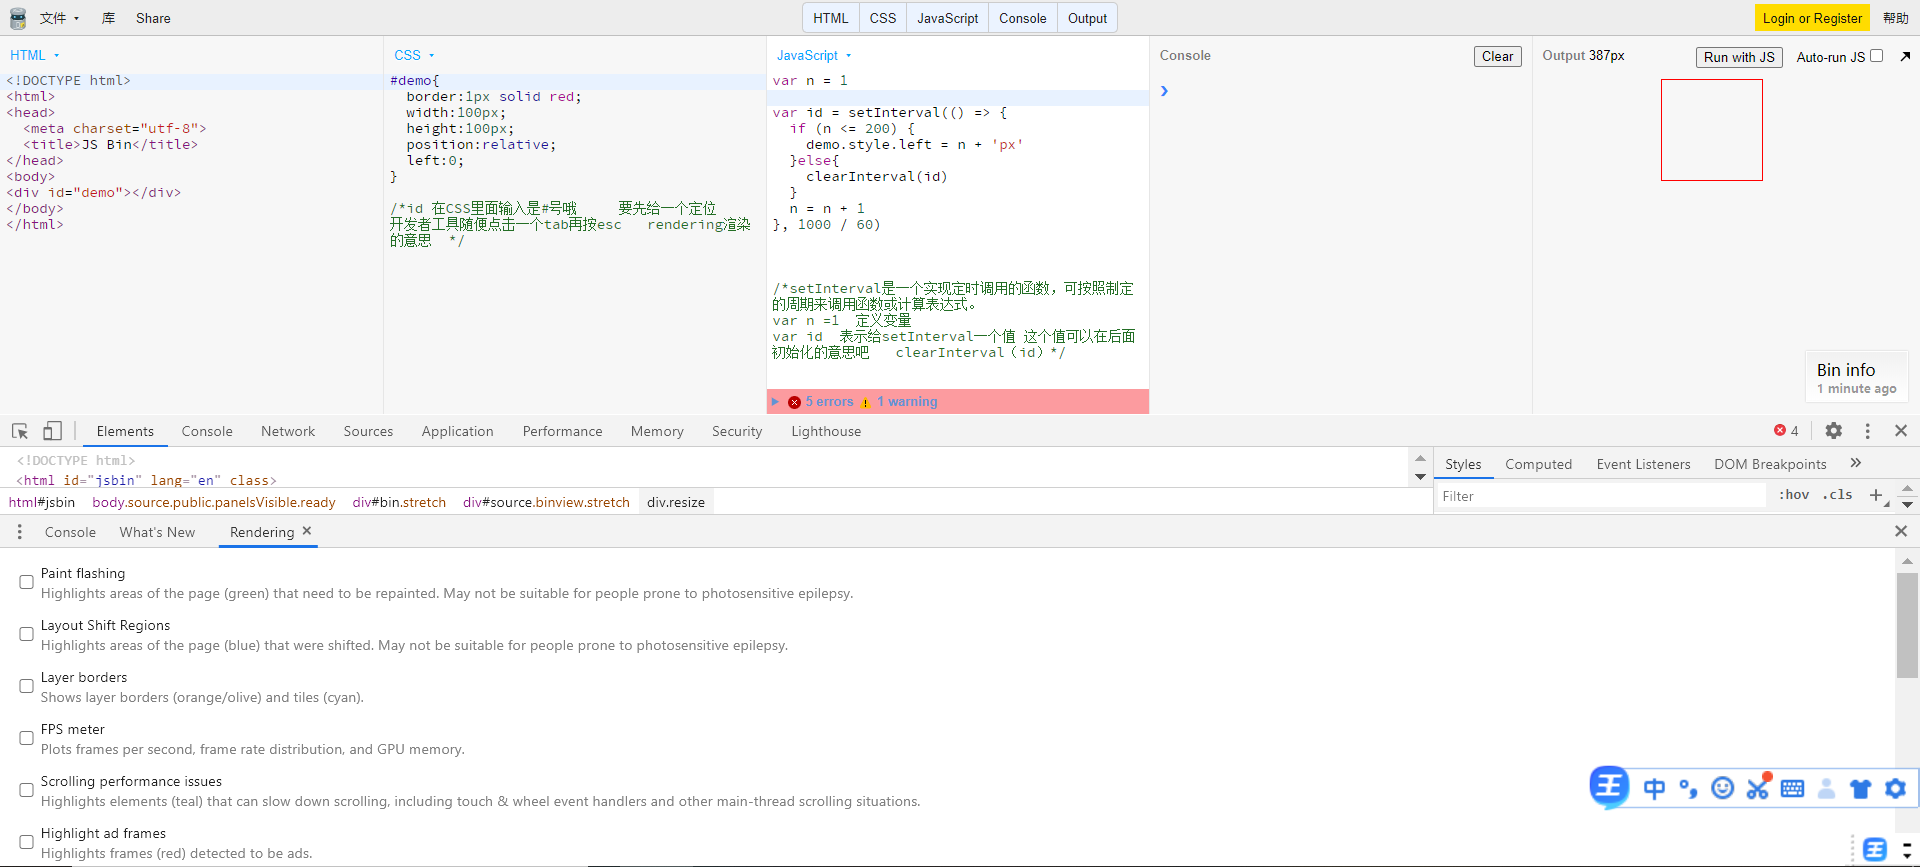 文件 库 Share HTML CSS JavaScript Console Output Login or Register 帮助
HTML
<!DOCTYPE html>
<html>
<head>
  <meta charset="utf-8">
  <title>JS Bin</title>
</head>
<body>
<div id="demo"></div>
</body>
</html>
CSS
#demo{
  border:1px solid red;
  width:100px;
  height:100px;
  position:relative;
  left:0;
}
/*id 在CSS里面输入是#号哦     要先给一个定位
开发者工具随便点击一个tab再按esc   rendering渲染
的意思  */
JavaScript
var n = 1
var id = setInterval(() => {
  if (n <= 200) {
    demo.style.left = n + 'px'
  }else{
    clearInterval(id)
  }
  n = n + 1
}, 1000 / 60)
/*setInterval是一个实现定时调用的函数，可按照制定
的周期来调用函数或计算表达式。
var n =1  定义变量
var id  表示给setInterval一个值 这个值可以在后面
初始化的意思吧   clearInterval（id）*/
5 errors 1 warning
Console Clear
Output 387px Run with JS Auto-run JS
Bin info
1 minute ago
Elements Console Network Sources Application Performance Memory Security Lighthouse 4
<!DOCTYPE html>
<html id="jsbin" lang="en" class>
html#jsbin body.source.public.panelsVisible.ready div#bin.stretch div#source.binview.stretch div.resize
Styles Computed Event Listeners DOM Breakpoints »
Filter :hov .cls +
Console What's New Rendering
Paint flashing
Highlights areas of the page (green) that need to be repainted. May not be suitable for people prone to photosensitive epilepsy.
Layout Shift Regions
Highlights areas of the page (blue) that were shifted. May not be suitable for people prone to photosensitive epilepsy.
Layer borders
Shows layer borders (orange/olive) and tiles (cyan).
FPS meter
Plots frames per second, frame rate distribution, and GPU memory.
Scrolling performance issues
Highlights elements (teal) that can slow down scrolling, including touch & wheel event handlers and other main-thread scrolling situations.
Highlight ad frames
Highlights frames (red) detected to be ads.
王 中
王